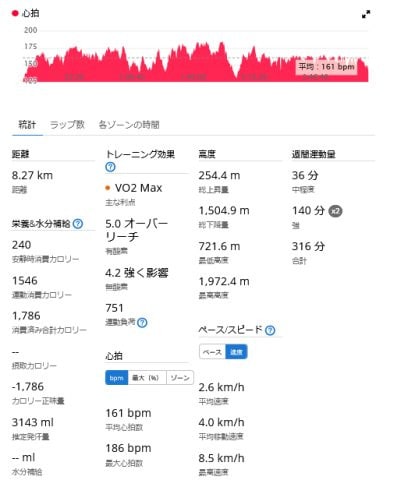 心拍
200
175
150
平均：161 bpm
統計 ラップ数 各ゾーンの時間
距離
8.27 km
距離
栄養&水分補給
240
安静時消費カロリー
1546
運動消費カロリー
1,786
消費済み合計カロリー
--
摂取カロリー
-1,786
カロリー正味量
3143 ml
推定発汗量
-- ml
水分補給
トレーニング効果
VO2 Max
主な利点
5.0 オーバー
リーチ
有酸素
4.2 強く影響
無酸素
751
運動負荷
心拍
bpm 最大（%） ゾーン
161 bpm
平均心拍数
186 bpm
最大心拍数
高度
254.4 m
総上昇量
1,504.9 m
総下降量
721.6 m
最低高度
1,972.4 m
最高高度
ペース/スピード
ペース 速度
2.6 km/h
平均速度
4.0 km/h
平均移動速度
8.5 km/h
最高速度
週間運動量
36 分
中程度
140 分 x2
強
316 分
合計